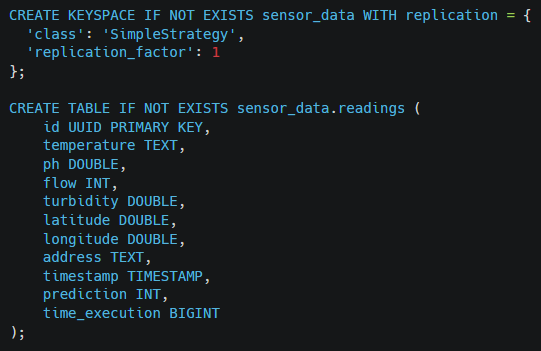 CREATE KEYSPACE IF NOT EXISTS sensor_data WITH replication = {
  'class': 'SimpleStrategy',
  'replication_factor': 1
};

CREATE TABLE IF NOT EXISTS sensor_data.readings (
    id UUID PRIMARY KEY,
    temperature TEXT,
    ph DOUBLE,
    flow INT,
    turbidity DOUBLE,
    latitude DOUBLE,
    longitude DOUBLE,
    address TEXT,
    timestamp TIMESTAMP,
    prediction INT,
    time_execution BIGINT
);